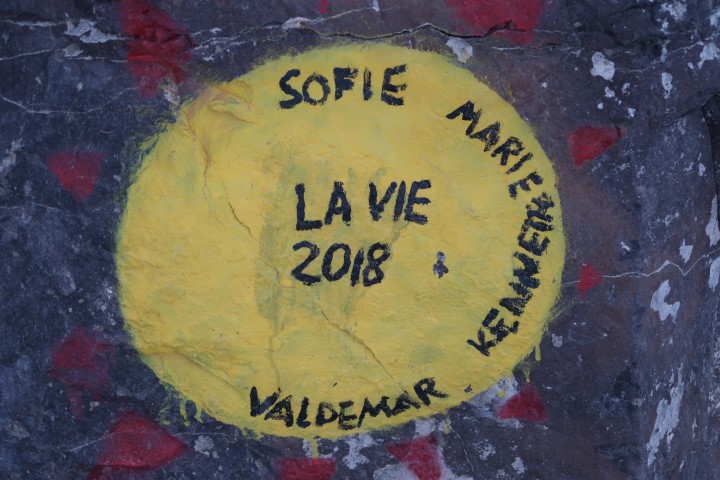 SOFIE
MARIE
LA VIE
2018
KENNETH
VALDEMAR